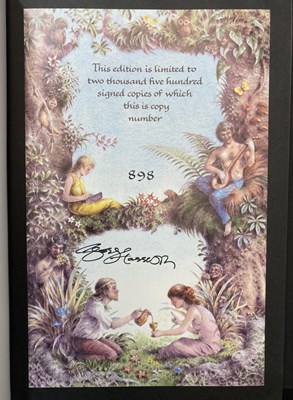 This edition is limited to
two thousand five hundred
signed copies of which
this is copy
number
898